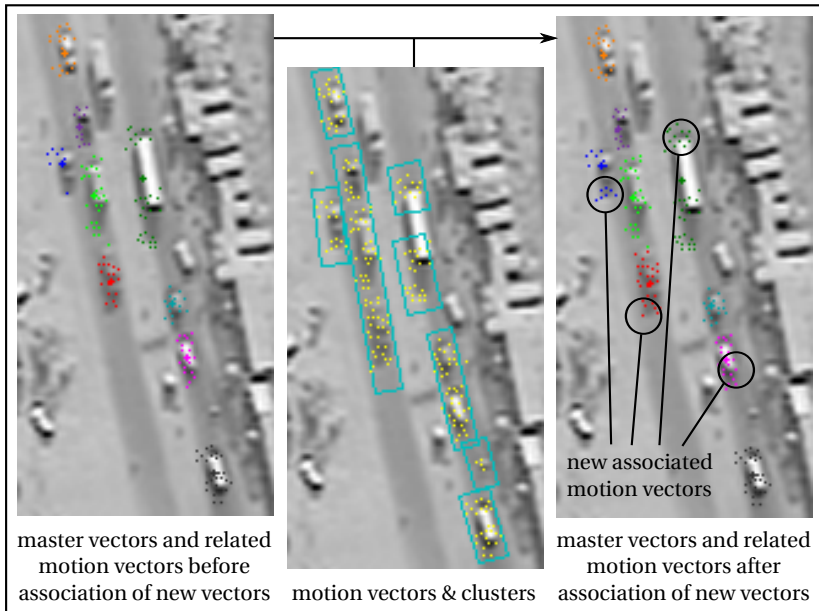 new associated
motion vectors
master vectors and related
motion vectors before
association of new vectors
motion vectors & clusters
master vectors and related
motion vectors after
association of new vectors